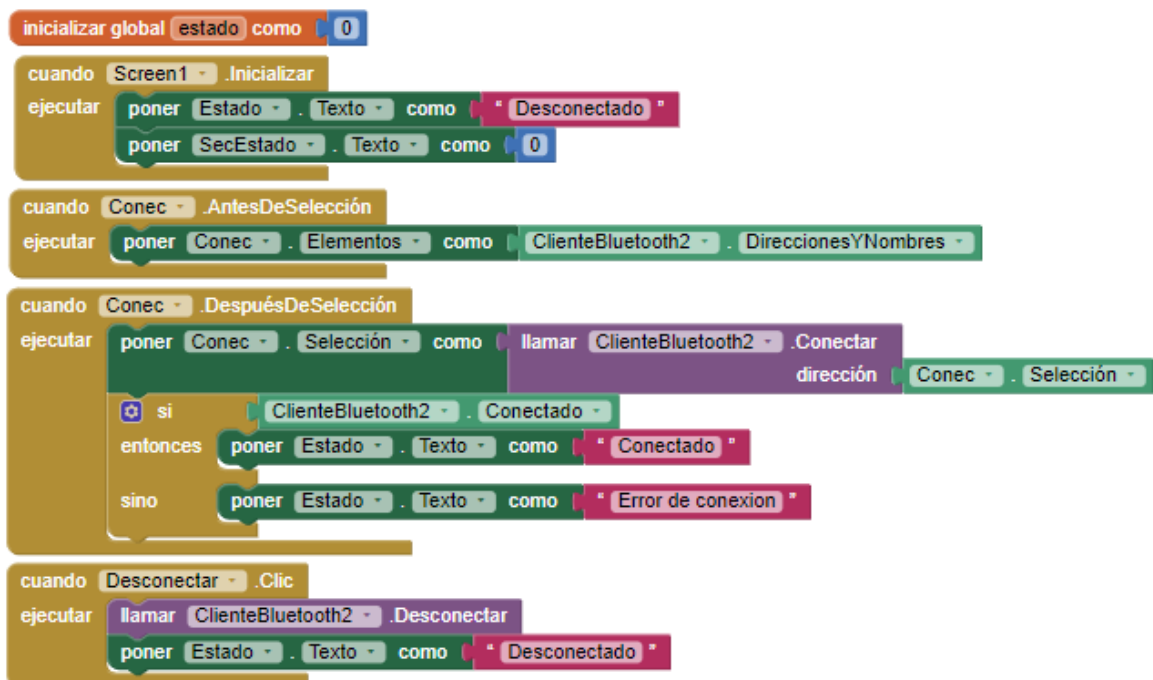 inicializar global estado como 0
cuando Screen1 .Inicializar
ejecutar poner Estado . Texto como " Desconectado "
poner SecEstado . Texto como 0
cuando Conec .AntesDeSelección
ejecutar poner Conec . Elementos como ClienteBluetooth2 . DireccionesYNombres
cuando Conec .DespuésDeSelección
ejecutar poner Conec . Selección como llamar ClienteBluetooth2 .Conectar
dirección Conec . Selección
si ClienteBluetooth2 . Conectado
entonces poner Estado . Texto como " Conectado "
sino poner Estado . Texto como " Error de conexion "
cuando Desconectar .Clic
ejecutar llamar ClienteBluetooth2 .Desconectar
poner Estado . Texto como " Desconectado "